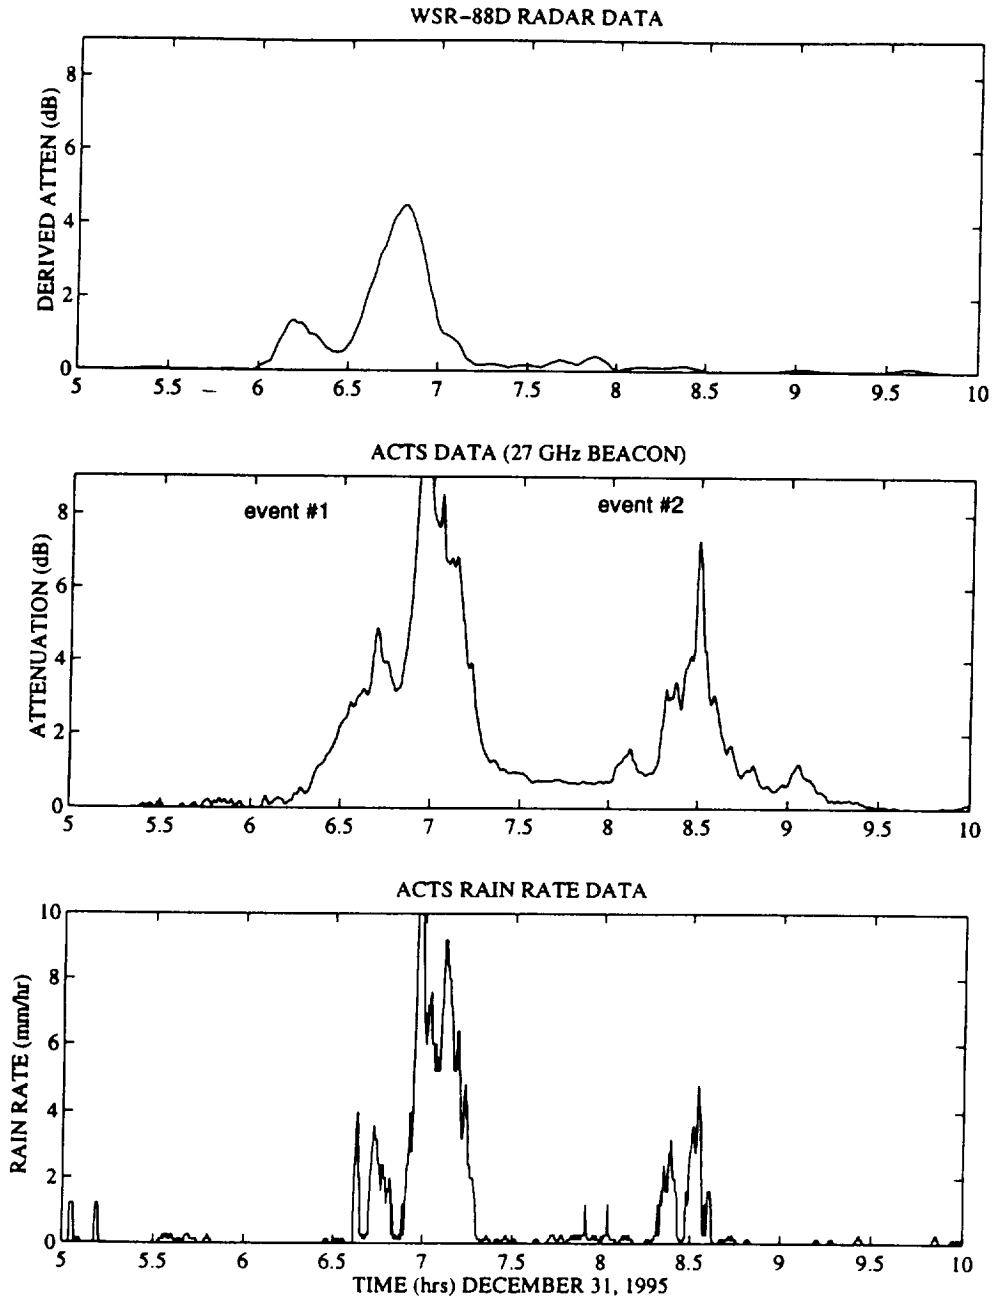 WSR-88D RADAR DATA
DERIVED ATTEN (dB)
8
6
4
2
0
5 5.5 6 6.5 7 7.5 8 8.5 9 9.5 10
ACTS DATA (27 GHz BEACON)
event #1 event #2
ATTENUATION (dB)
8
6
4
2
0
5 5.5 6 6.5 7 7.5 8 8.5 9 9.5 10
ACTS RAIN RATE DATA
RAIN RATE (mm/hr)
10
8
6
4
2
0
5 5.5 6 6.5 7 7.5 8 8.5 9 9.5 10
TIME (hrs) DECEMBER 31, 1995